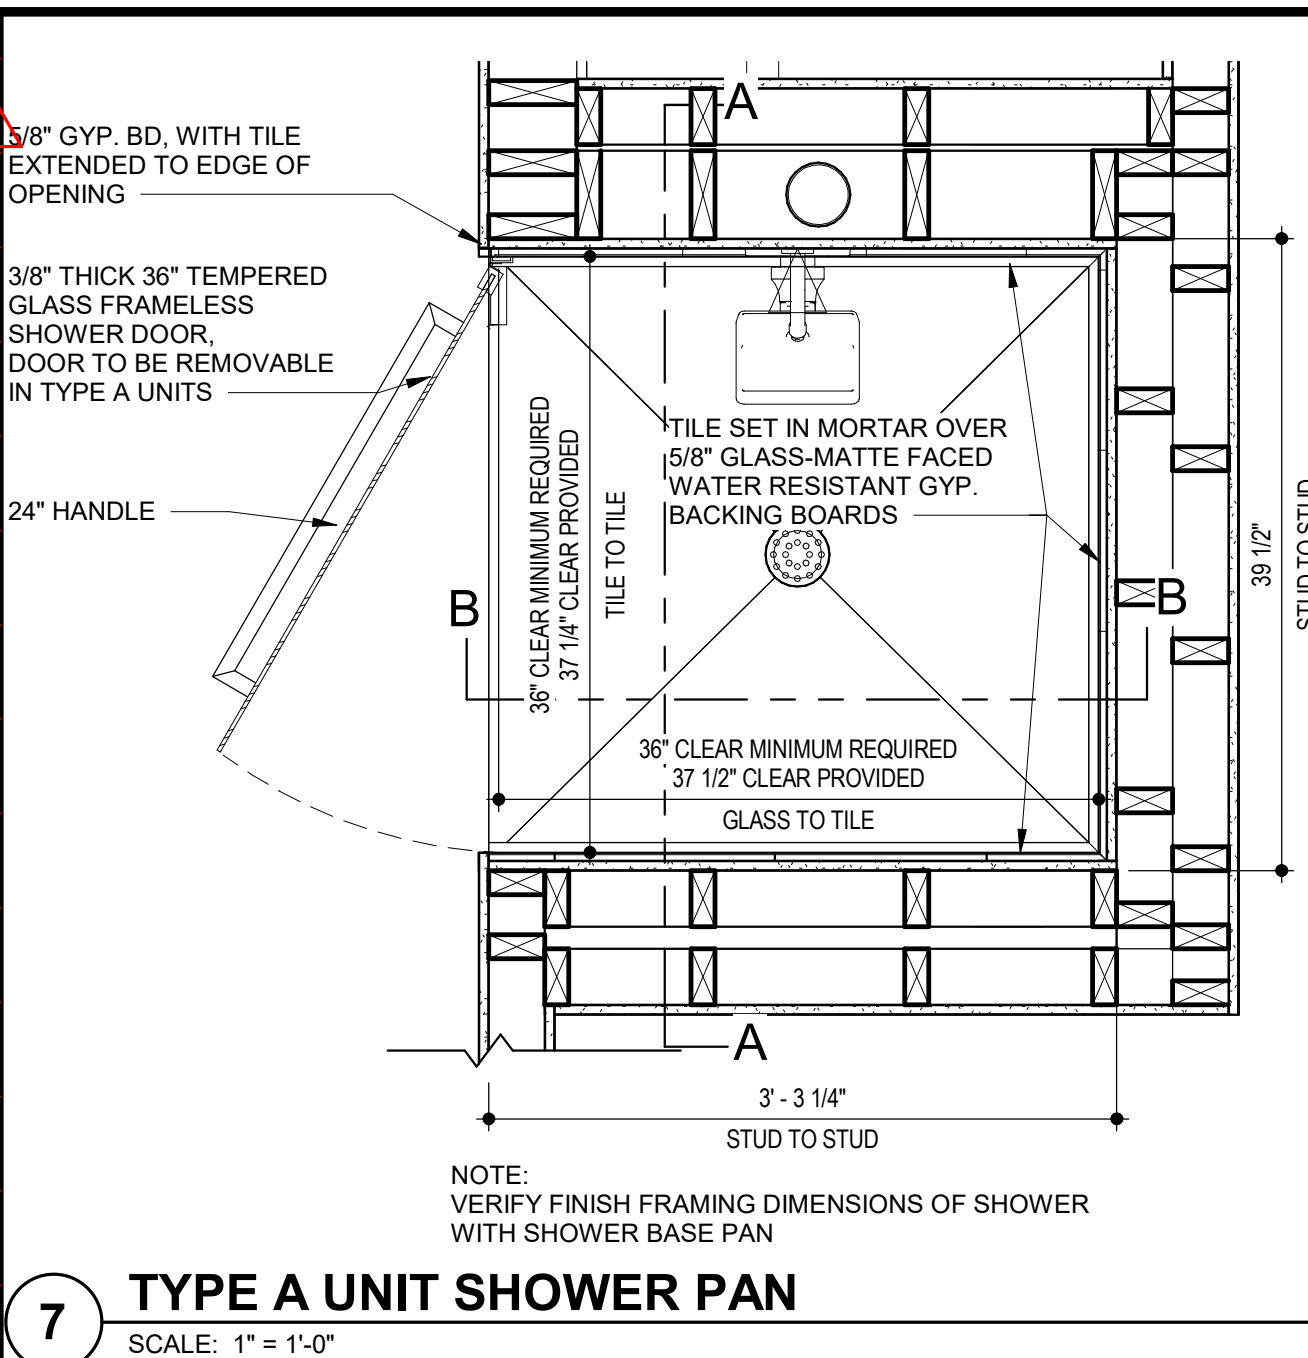 5/8" GYP. BD, WITH TILE
EXTENDED TO EDGE OF
OPENING
3/8" THICK 36" TEMPERED
GLASS FRAMELESS
SHOWER DOOR,
DOOR TO BE REMOVABLE
IN TYPE A UNITS
24" HANDLE
A
TILE SET IN MORTAR OVER
5/8" GLASS-MATTE FACED
WATER RESISTANT GYP.
BACKING BOARDS
36" CLEAR MINIMUM REQUIRED
37 1/4" CLEAR PROVIDED
TILE TO TILE
B
B
39 1/2"
STUD TO STUD
36" CLEAR MINIMUM REQUIRED
37 1/2" CLEAR PROVIDED
GLASS TO TILE
A
3' - 3 1/4"
STUD TO STUD
NOTE:
VERIFY FINISH FRAMING DIMENSIONS OF SHOWER
WITH SHOWER BASE PAN
7
TYPE A UNIT SHOWER PAN
SCALE: 1" = 1'-0"